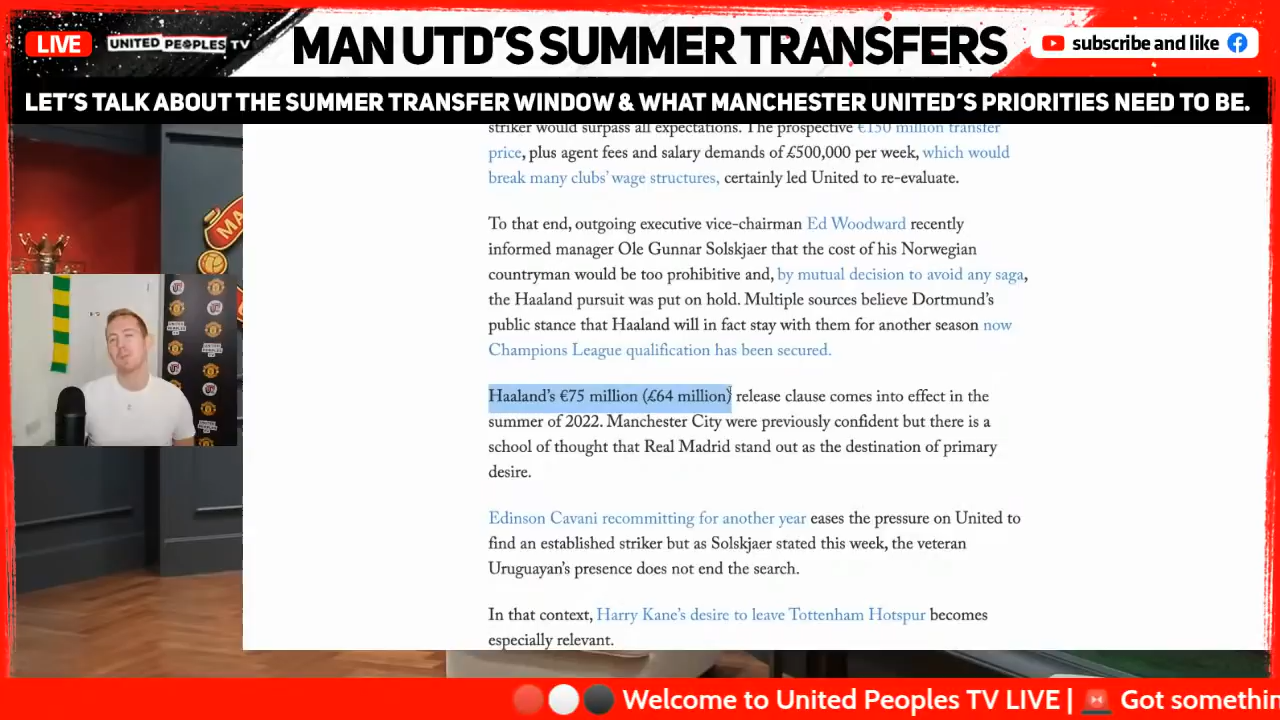 LIVE
UNITED PEOPLES TV
MAN UTD'S SUMMER TRANSFERS
subscribe and like
LET'S TALK ABOUT THE SUMMER TRANSFER WINDOW & WHAT MANCHESTER UNITED'S PRIORITIES NEED TO BE.
striker would surpass all expectations. The prospective €150 million transfer
price, plus agent fees and salary demands of £500,000 per week, which would
break many clubs' wage structures, certainly led United to re-evaluate.
To that end, outgoing executive vice-chairman Ed Woodward recently
informed manager Ole Gunnar Solskjaer that the cost of his Norwegian
countryman would be too prohibitive and, by mutual decision to avoid any saga,
the Haaland pursuit was put on hold. Multiple sources believe Dortmund's
public stance that Haaland will in fact stay with them for another season now
Champions League qualification has been secured.
Haaland's €75 million (£64 million) release clause comes into effect in the
summer of 2022. Manchester City were previously confident but there is a
school of thought that Real Madrid stand out as the destination of primary
desire.
Edinson Cavani recommitting for another year eases the pressure on United to
find an established striker but as Solskjaer stated this week, the veteran
Uruguayan's presence does not end the search.
In that context, Harry Kane's desire to leave Tottenham Hotspur becomes
especially relevant.
Welcome to United Peoples TV LIVE | Got somethin